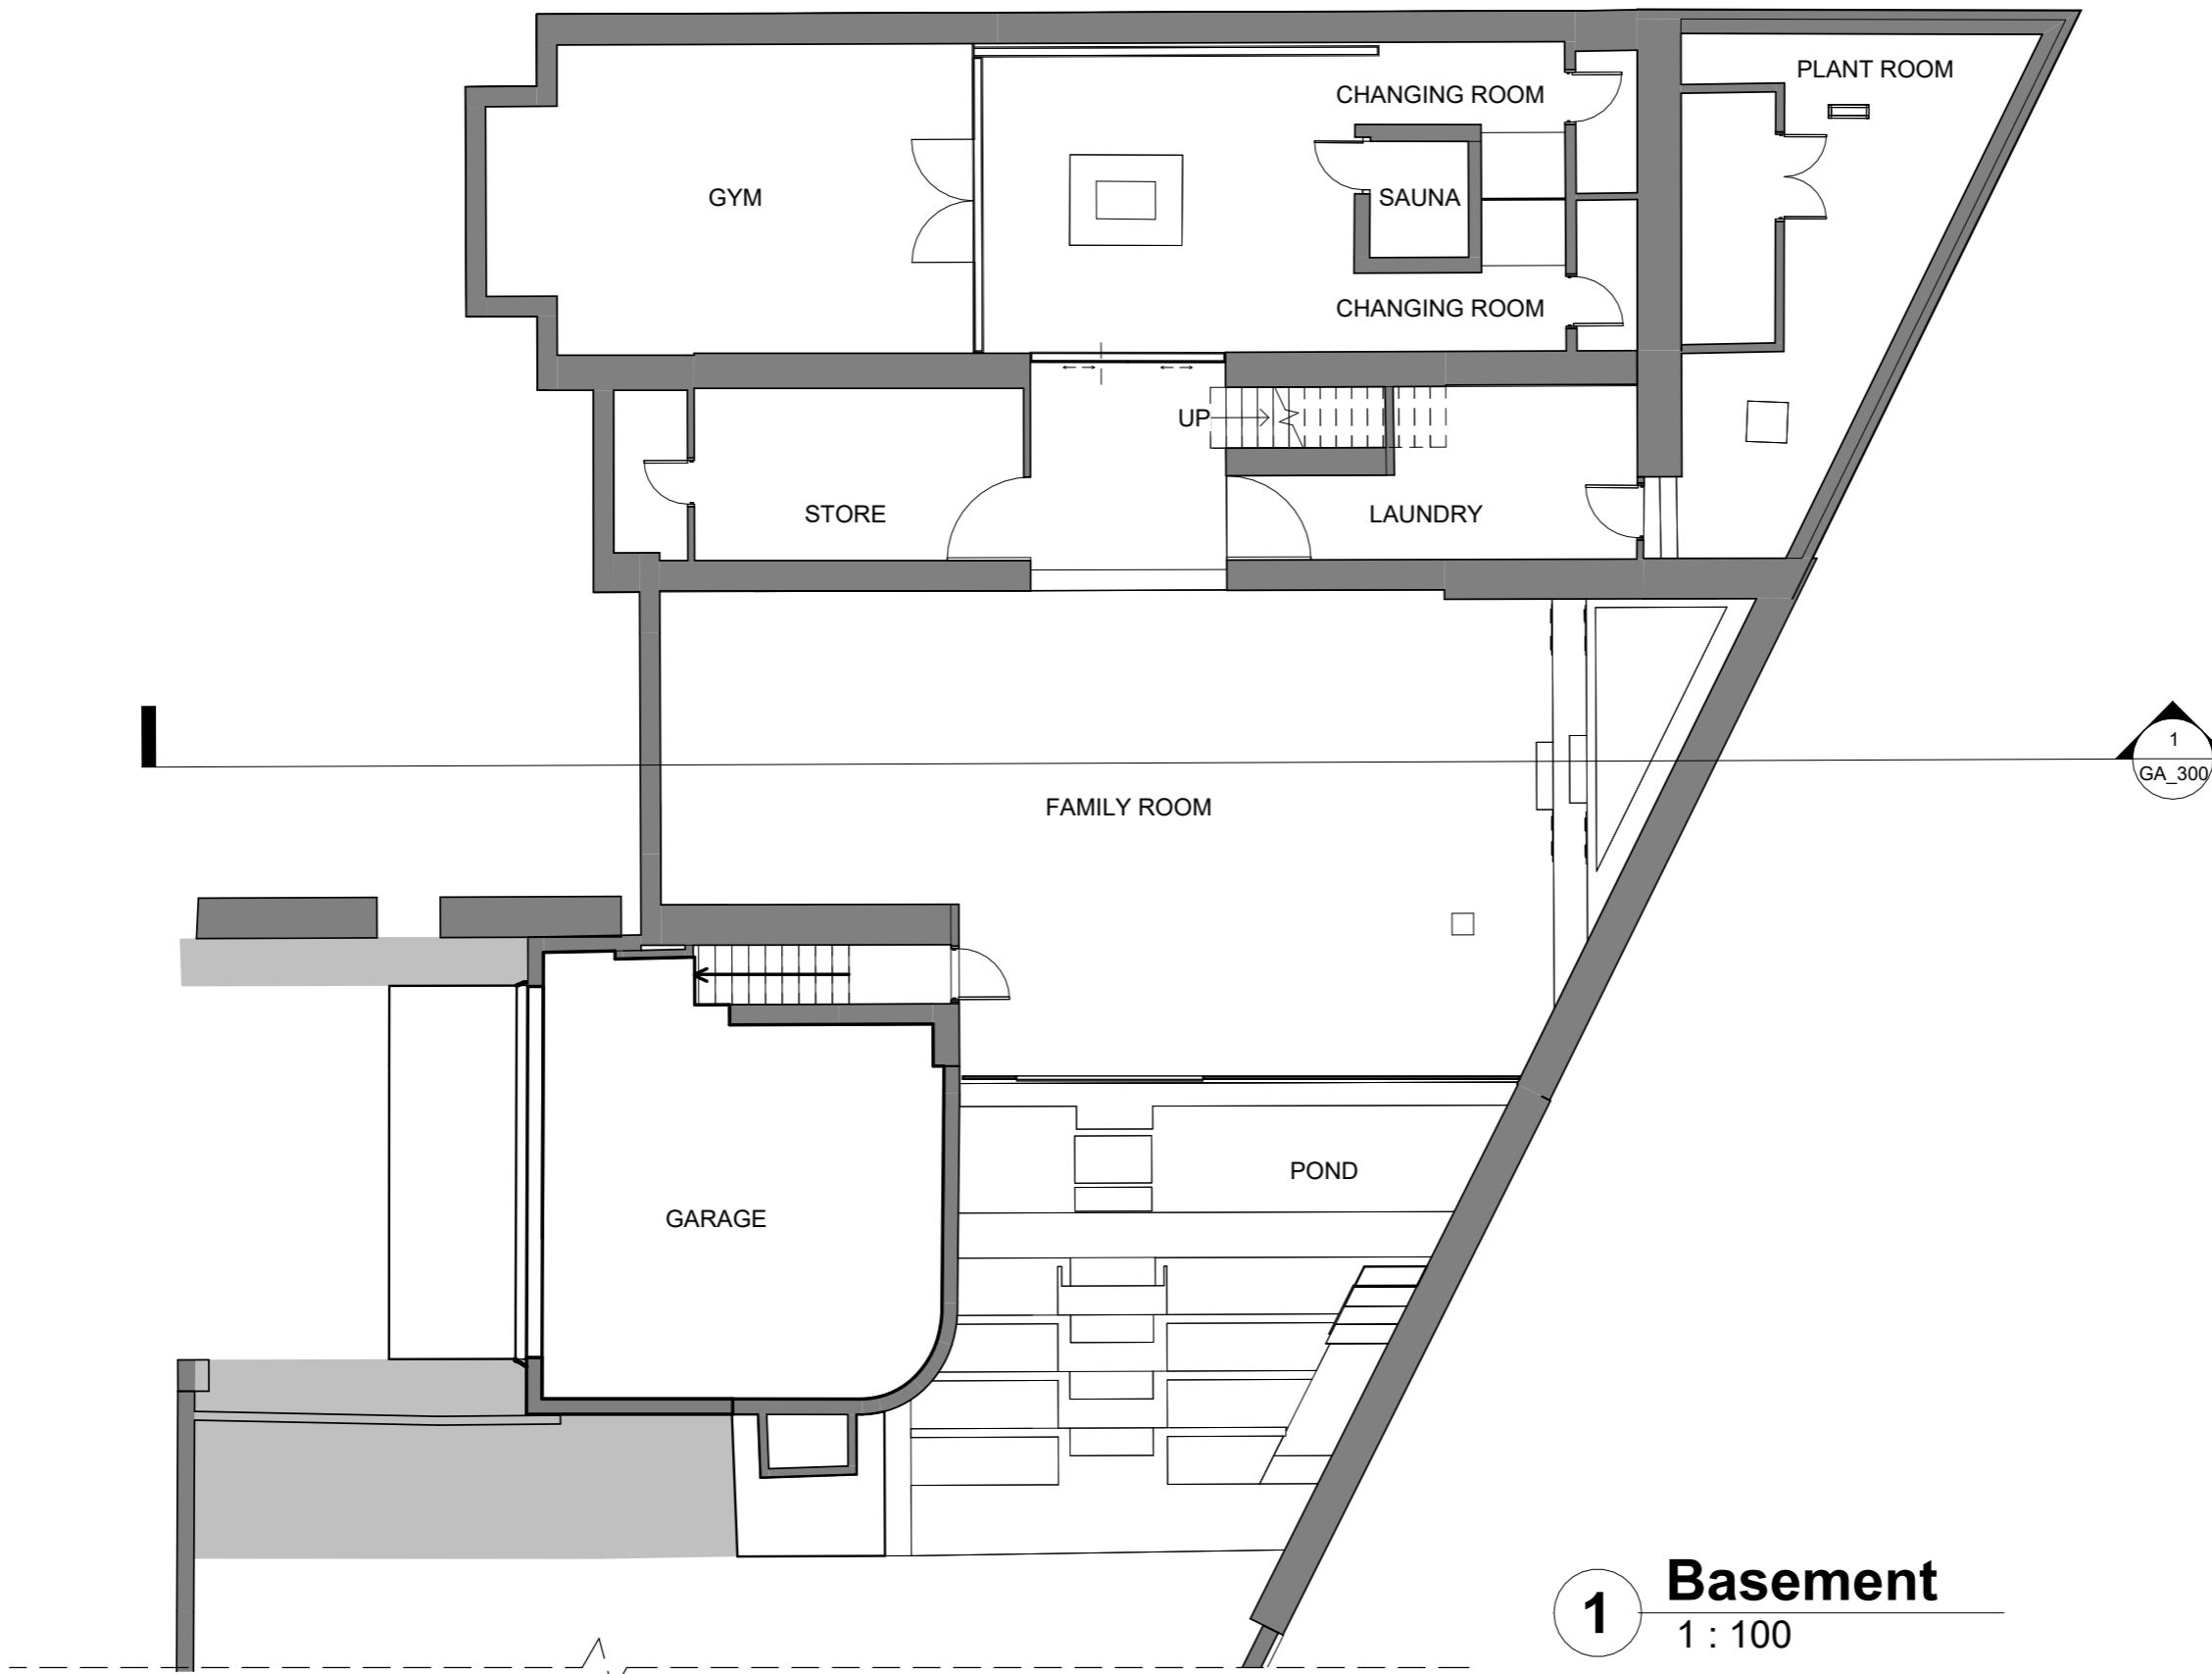 PLANT ROOM
CHANGING ROOM
GYM
SAUNA
CHANGING ROOM
UP
STORE
LAUNDRY
1
GA_300
FAMILY ROOM
POND
GARAGE
1
Basement
1 : 100